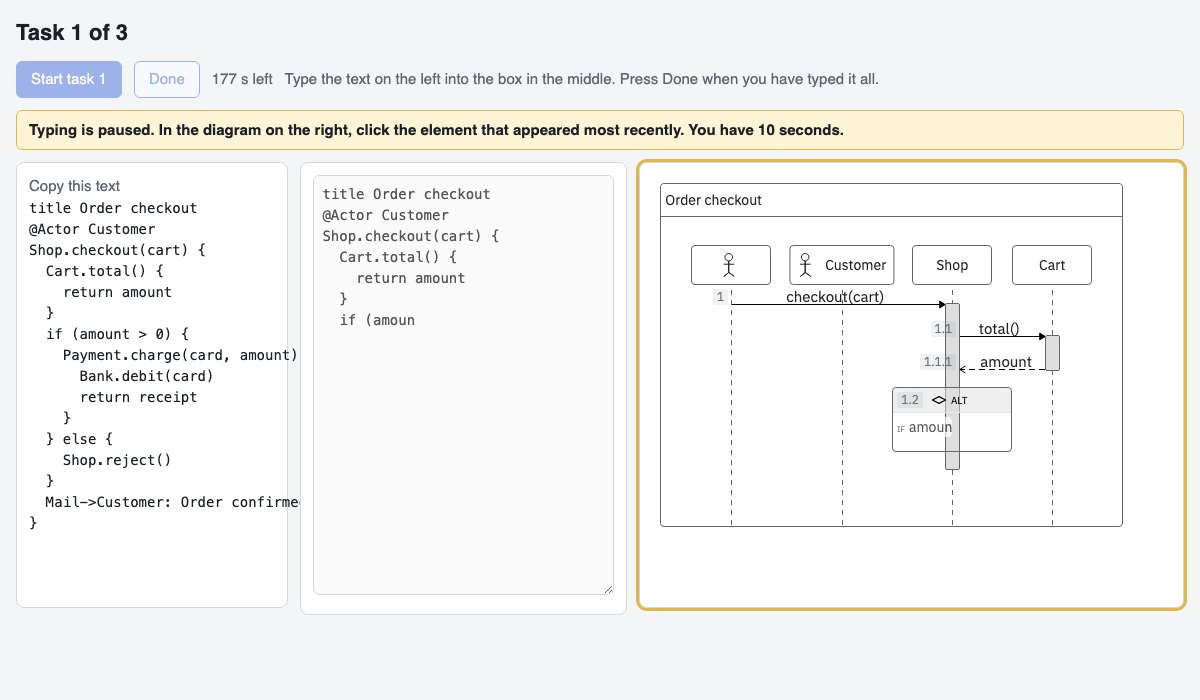 Task 1 of 3
Start task 1 Done 177 s left Type the text on the left into the box in the middle. Press Done when you have typed it all.
Typing is paused. In the diagram on the right, click the element that appeared most recently. You have 10 seconds.
Copy this text
title Order checkout
@Actor Customer
Shop.checkout(cart) {
  Cart.total() {
    return amount
  }
  if (amount > 0) {
    Payment.charge(card, amount)
      Bank.debit(card)
      return receipt
    }
  } else {
    Shop.reject()
  }
  Mail->Customer: Order confirme
}
title Order checkout
@Actor Customer
Shop.checkout(cart) {
  Cart.total() {
    return amount
  }
  if (amoun
Order checkout
Customer Shop Cart
1 checkout(cart)
1.1 total()
1.1.1 amount
1.2 ALT
IF amoun